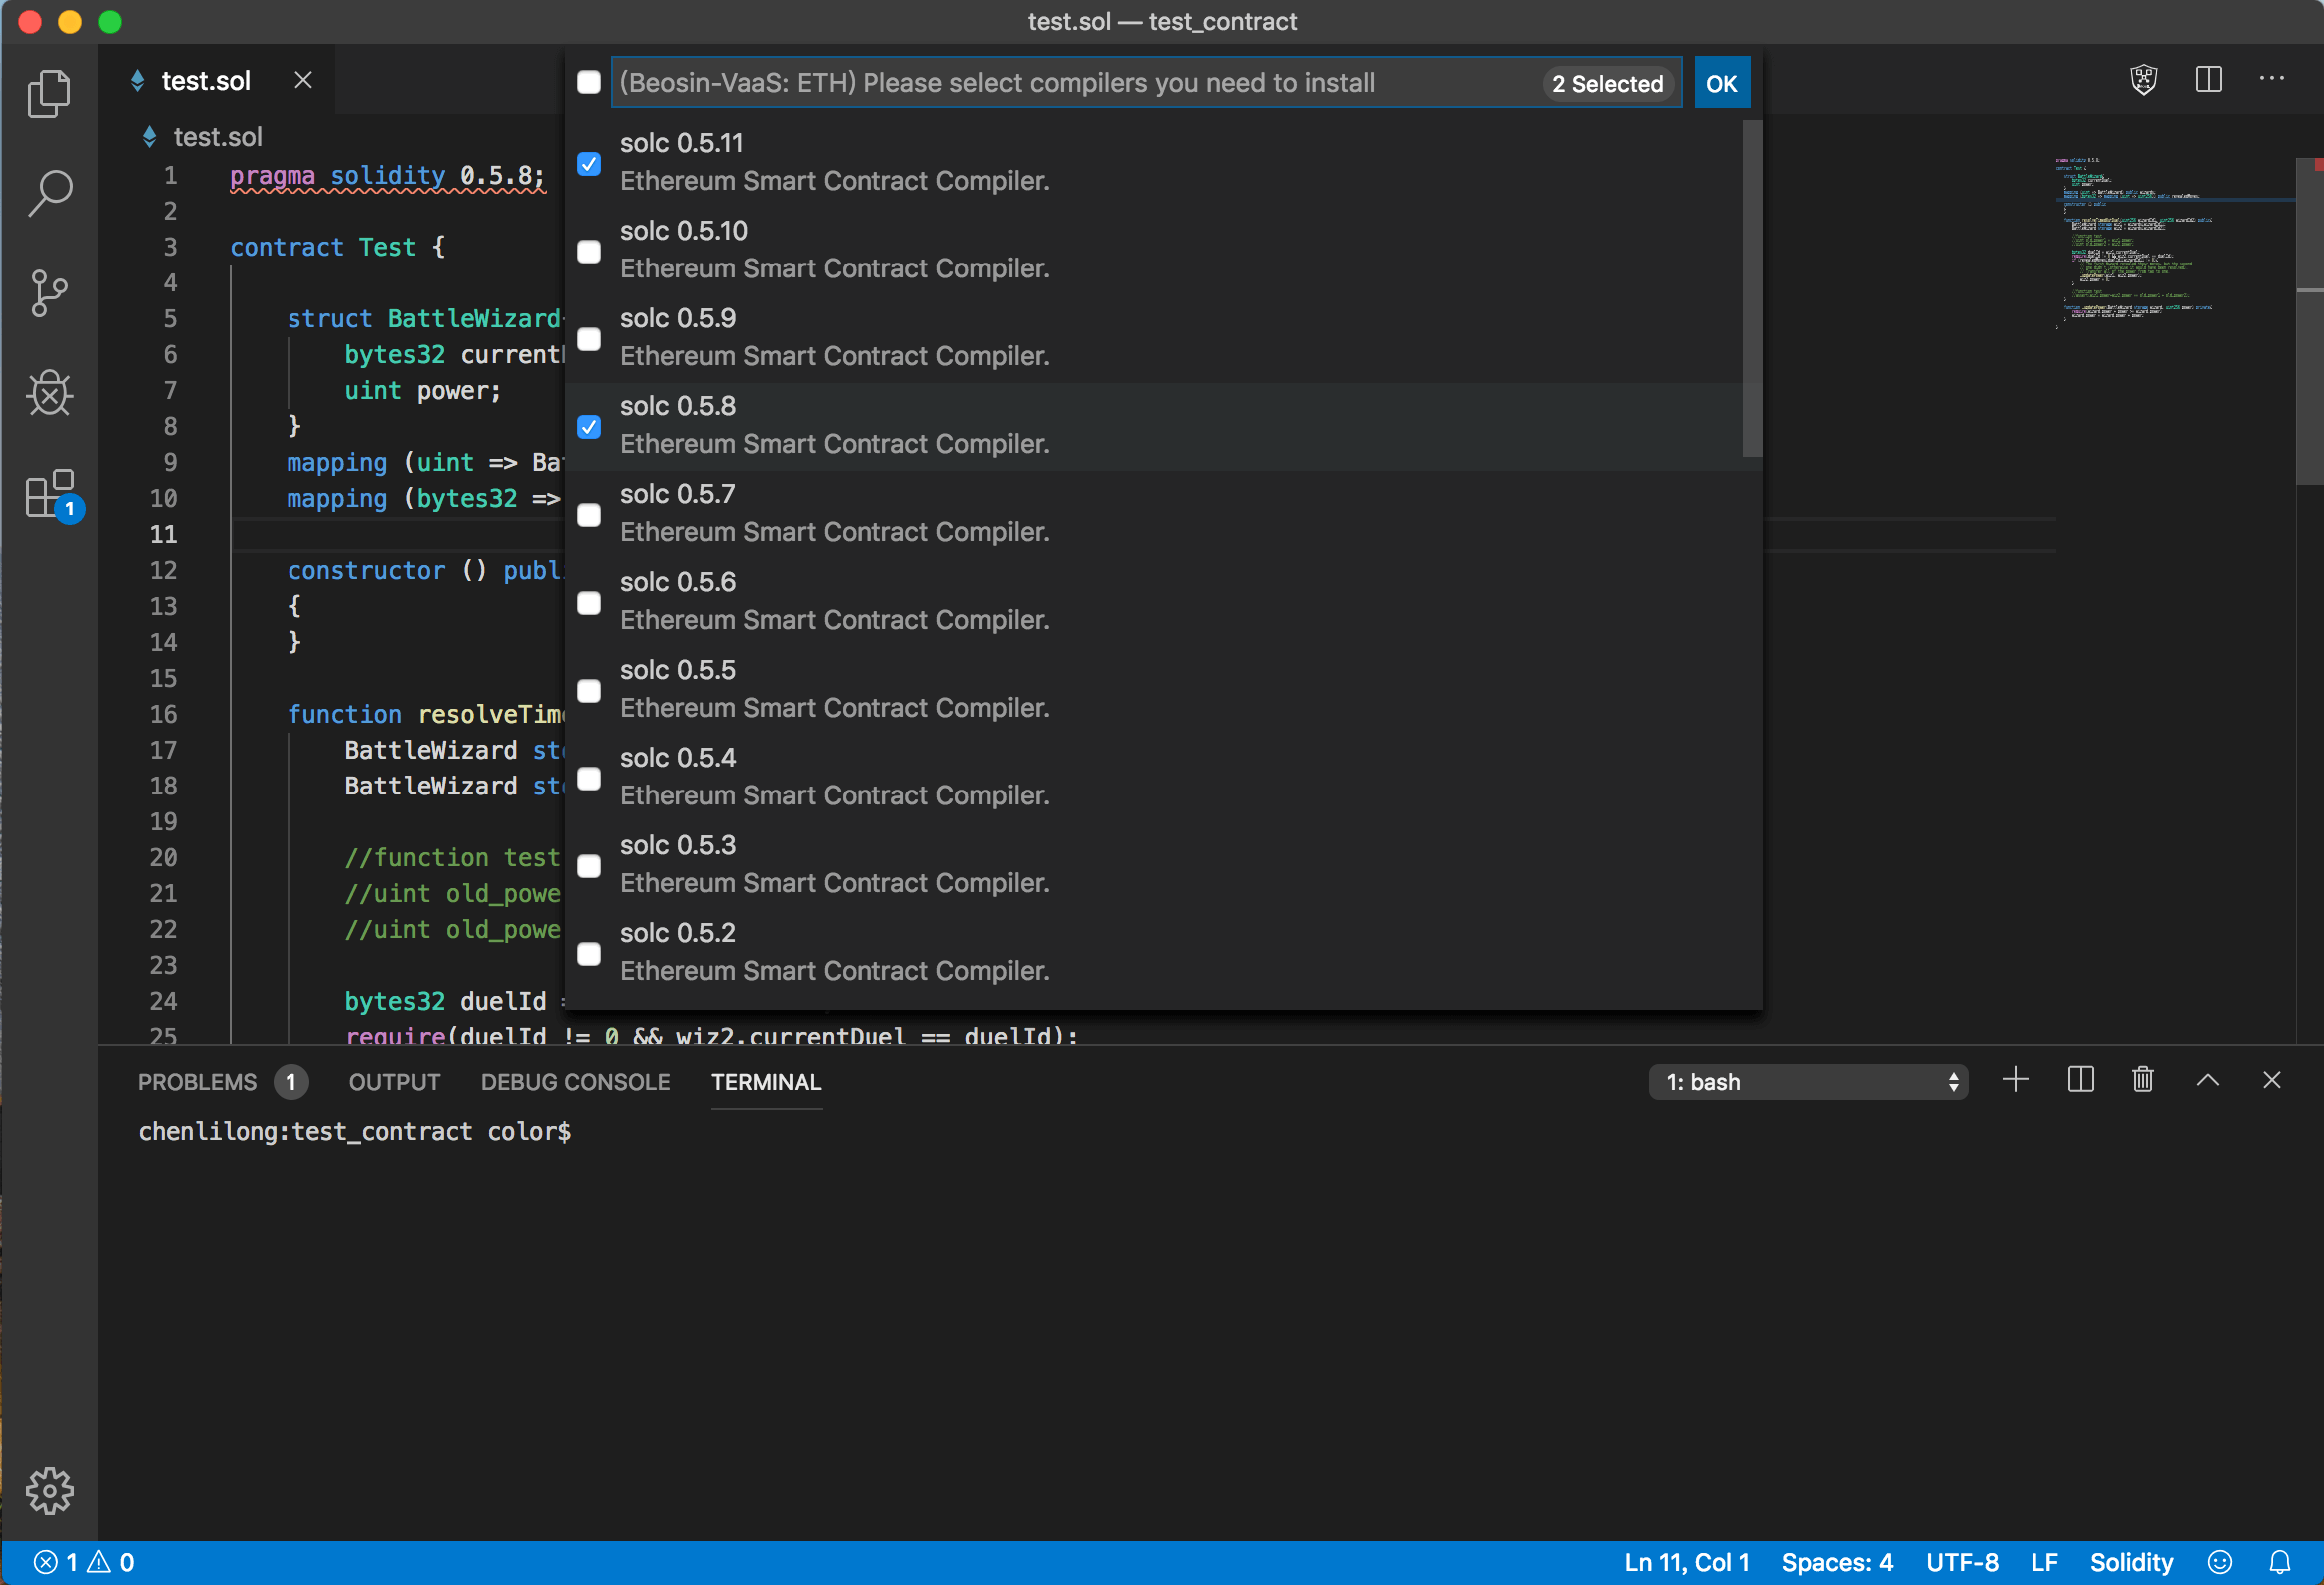 test.sol — test_contract
test.sol
(Beosin-VaaS: ETH) Please select compilers you need to install
2 Selected
OK
test.sol
solc 0.5.11
Ethereum Smart Contract Compiler.
solc 0.5.10
Ethereum Smart Contract Compiler.
solc 0.5.9
Ethereum Smart Contract Compiler.
solc 0.5.8
Ethereum Smart Contract Compiler.
solc 0.5.7
Ethereum Smart Contract Compiler.
solc 0.5.6
Ethereum Smart Contract Compiler.
solc 0.5.5
Ethereum Smart Contract Compiler.
solc 0.5.4
Ethereum Smart Contract Compiler.
solc 0.5.3
Ethereum Smart Contract Compiler.
solc 0.5.2
Ethereum Smart Contract Compiler.
1 pragma solidity 0.5.8;
2
3 contract Test {
4
5 struct BattleWizard
6 bytes32 current
7 uint power;
8 }
9 mapping (uint => Ba
10 mapping (bytes32 =>
11
12 constructor () publ
13 {
14 }
15
16 function resolveTim
17 BattleWizard st
18 BattleWizard st
19
20 //function test
21 //uint old_powe
22 //uint old_powe
23
24 bytes32 duelId =
25 require(duelId != 0 && wiz2.currentDuel == duelId);
1
PROBLEMS 1 OUTPUT DEBUG CONSOLE TERMINAL 1: bash
chenlilong:test_contract color$
1 0 Ln 11, Col 1 Spaces: 4 UTF-8 LF Solidity